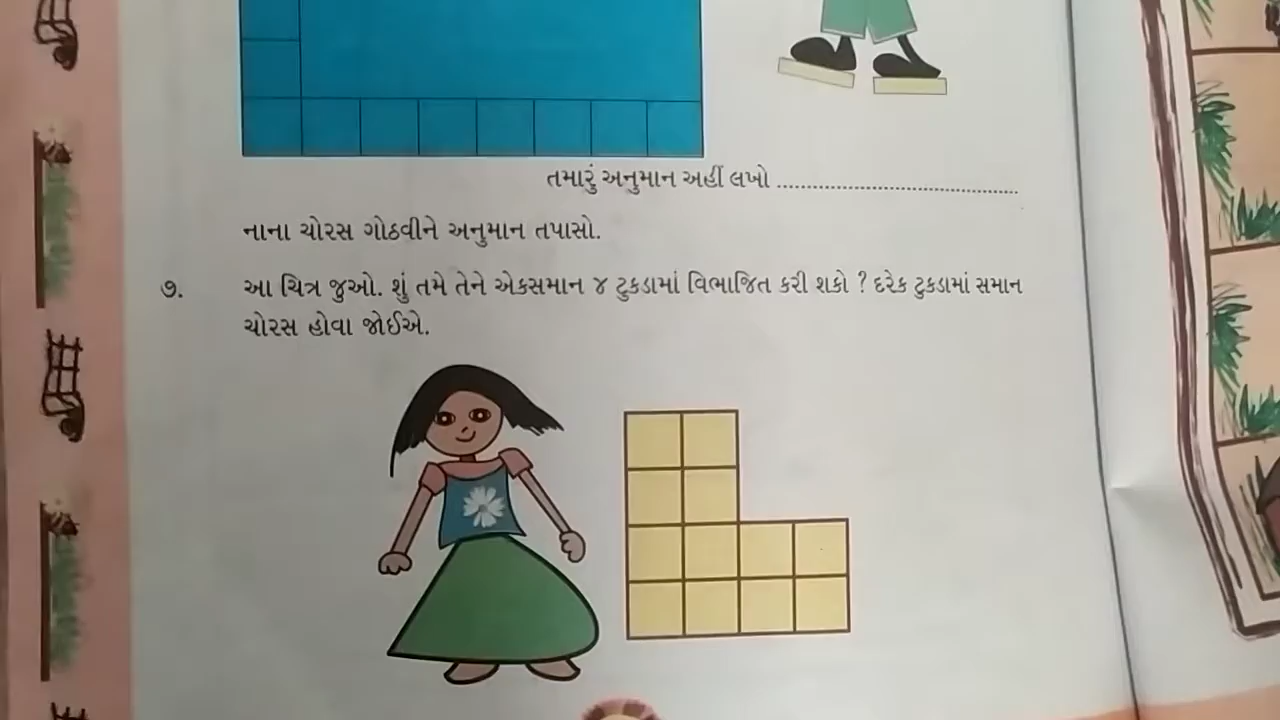 તમારું અનુમાન અહીં લખો ........................................
નાના ચોરસ ગોઠવીને અનુમાન તપાસો.
૭. આ ચિત્ર જુઓ. શું તમે તેને એકસમાન ૪ ટુકડામાં વિભાજિત કરી શકો ? દરેક ટુકડામાં સમાન
ચોરસ હોવા જોઈએ.